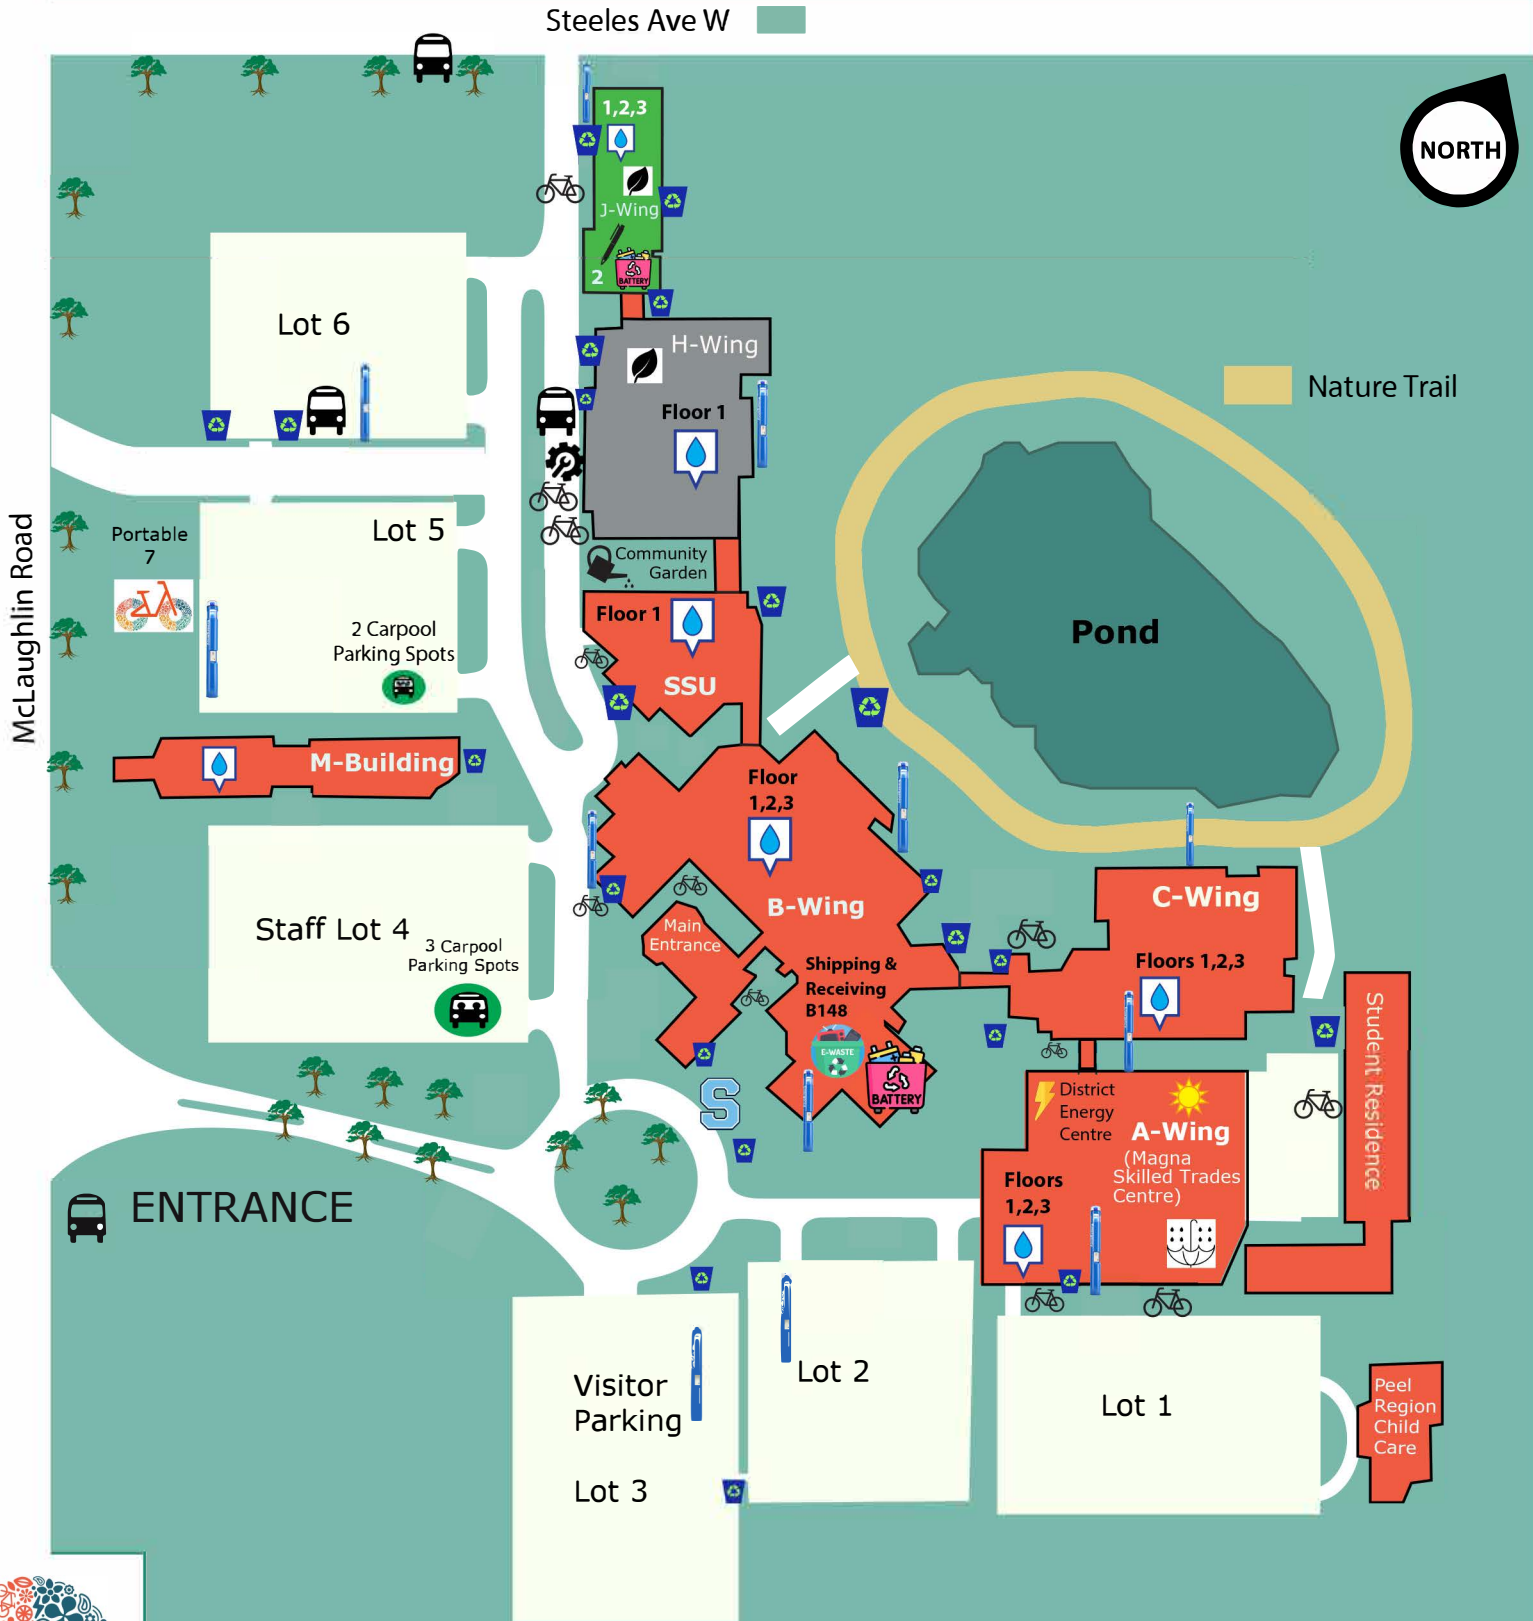 Steeles Ave W
NORTH
1,2,3
J-Wing
2
BATTERY
H-Wing
Floor 1
Lot 6
Nature Trail
McLaughlin Road
Portable
7
Lot 5
2 Carpool
Parking Spots
Community
Garden
Floor 1
SSU
Pond
M-Building
Floor
1,2,3
B-Wing
Main
Entrance
Shipping &
Receiving
B148
E-WASTE
BATTERY
C-Wing
Floors 1,2,3
Staff Lot 4
3 Carpool
Parking Spots
Student Residence
District
Energy
Centre
A-Wing
(Magna
Skilled Trades
Centre)
Floors
1,2,3
S
ENTRANCE
Visitor
Parking
Lot 3
Lot 2
Lot 1
Peel
Region
Child
Care